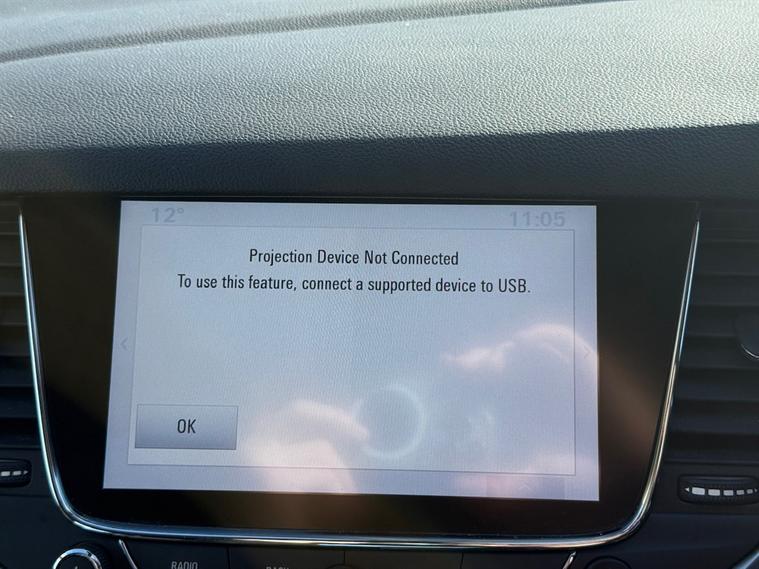 12° 11:05
Projection Device Not Connected
To use this feature, connect a supported device to USB.
OK
RADIO